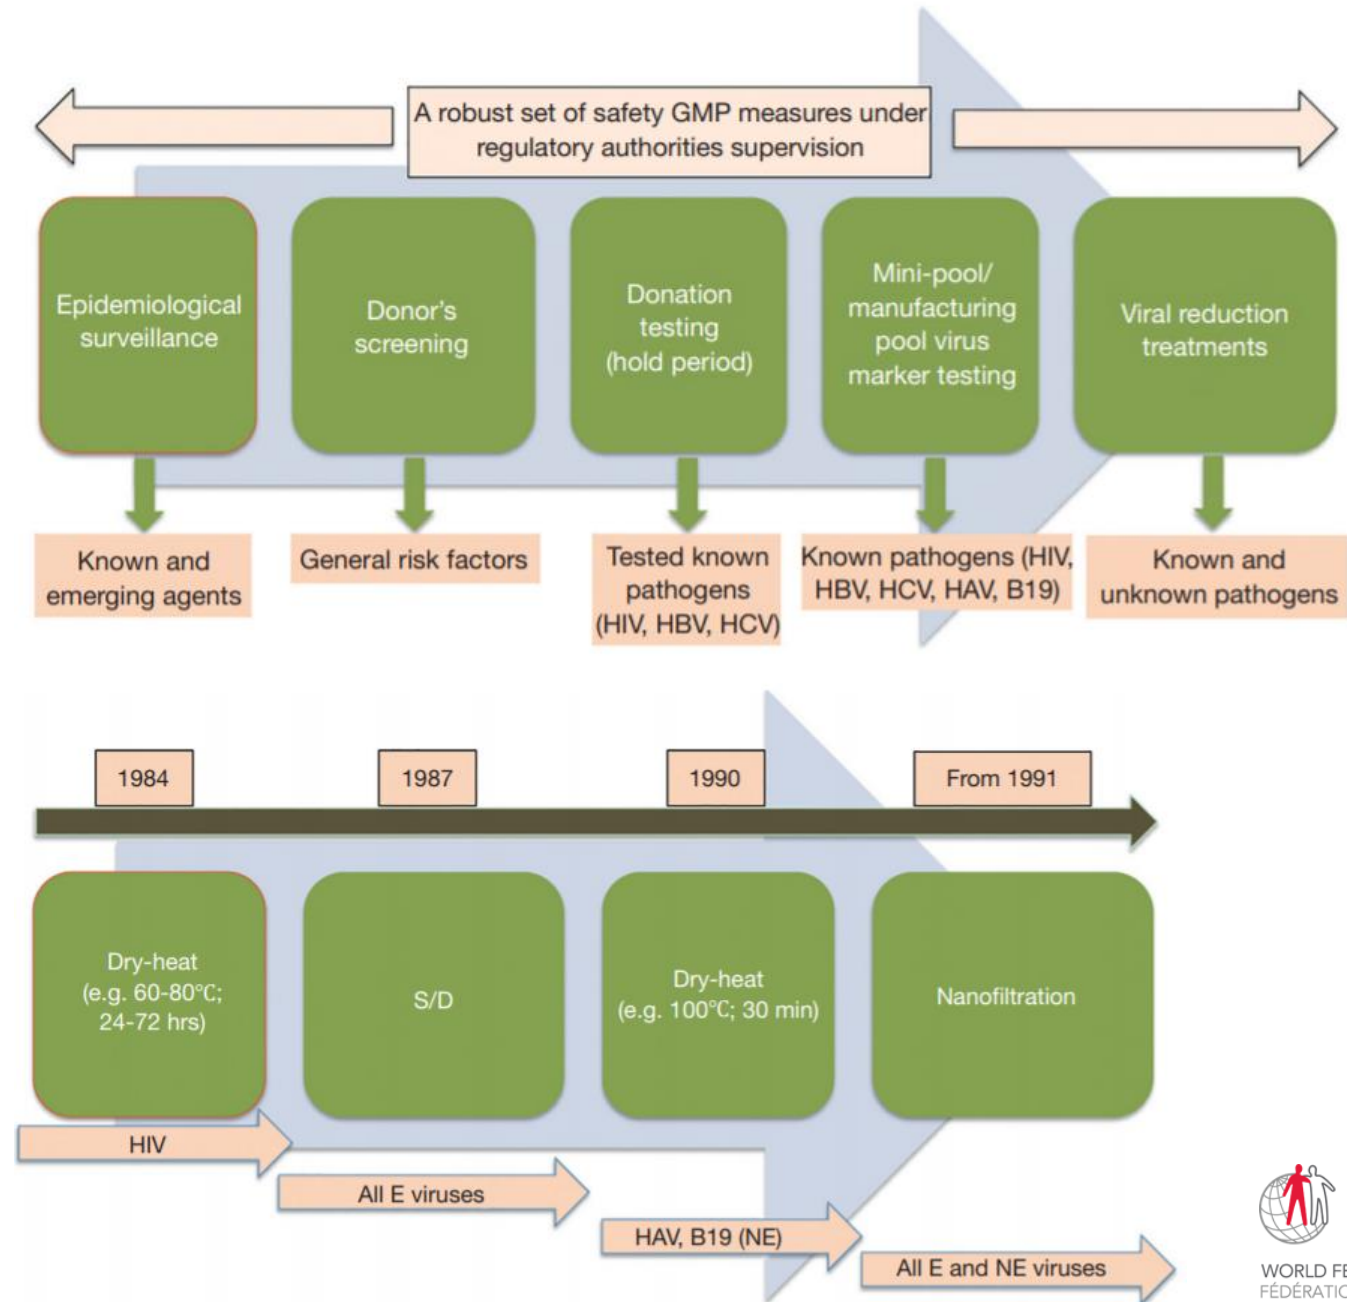 A robust set of safety GMP measures under
regulatory authorities supervision
Epidemiological
surveillance
Donor's
screening
Donation
testing
(hold period)
Mini-pool/
manufacturing
pool virus
marker testing
Viral reduction
treatments
Known and
emerging agents
General risk factors
Tested known
pathogens
(HIV, HBV, HCV)
Known pathogens (HIV,
HBV, HCV, HAV, B19)
Known and
unknown pathogens
1984
1987
1990
From 1991
Dry-heat
(e.g. 60-80℃;
24-72 hrs)
S/D
Dry-heat
(e.g. 100℃; 30 min)
Nanofiltration
HIV
All E viruses
HAV, B19 (NE)
All E and NE viruses
WORLD FE
FÉDÉRATIO